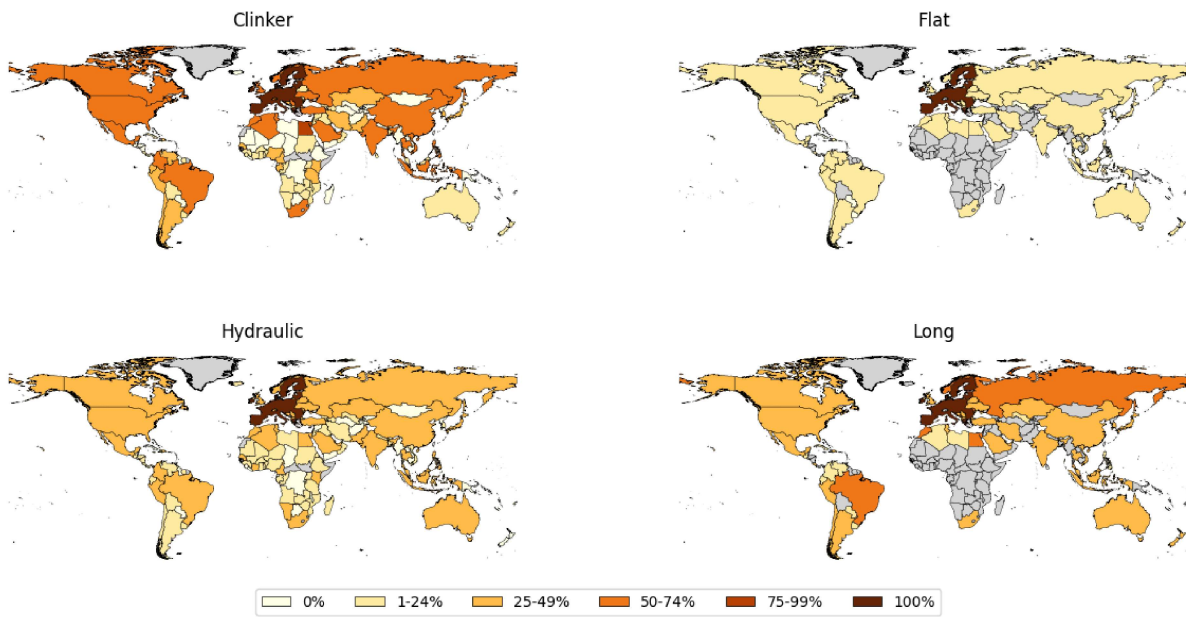 Clinker
Flat
Hydraulic
Long
0%
1-24%
25-49%
50-74%
75-99%
100%